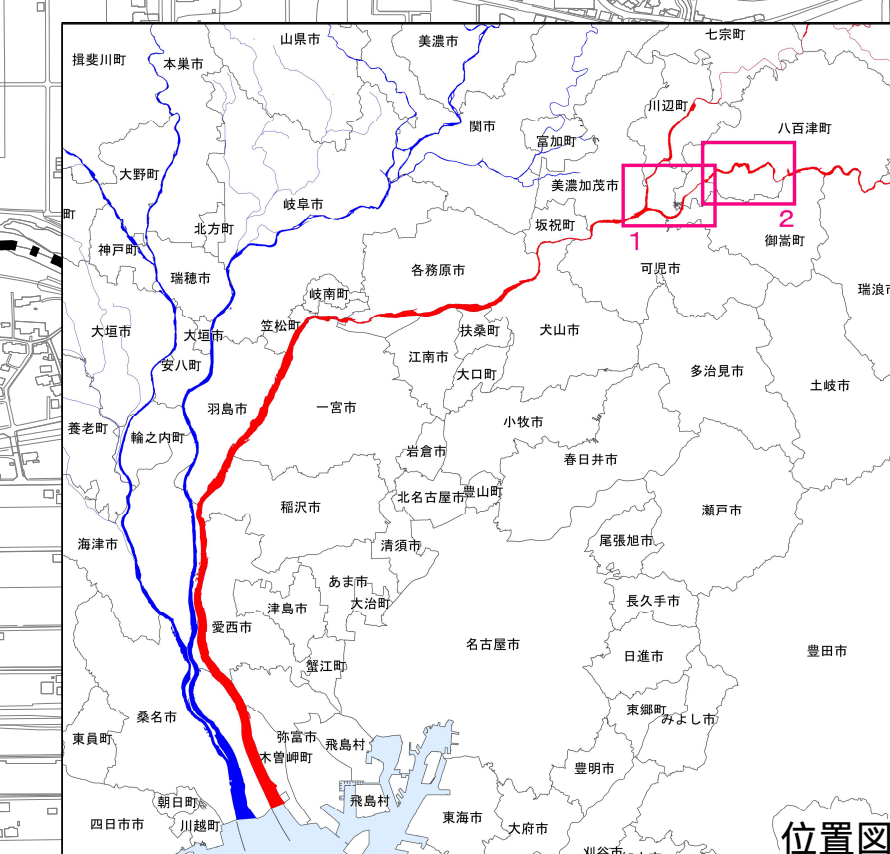 七宗町
山県市
美濃市
揖斐川町
本巣市
川辺町
関市
八百津町
富加町
大野町
美濃加茂市
岐阜市
町
坂祝町
北方町
1
2
神戸町
御嵩町
各務原市
可児市
瑞穂市
岐南町
瑞浪市
笠松町
大垣市
大垣市
扶桑町
犬山市
江南市
安八町
大口町
多治見市
土岐市
羽島市
一宮市
養老町
小牧市
輪之内町
岩倉市
春日井市
北名古屋市
豊山町
稲沢市
瀬戸市
海津市
清須市
尾張旭市
あま市
大治町
津島市
長久手市
愛西市
名古屋市
豊田市
日進市
蟹江町
東郷町
桑名市
みよし市
東員町
弥富市
飛島村
木曽岬町
豊明市
朝日町
飛島村
東海市
四日市市
川越町
大府市
位置図
刈谷市